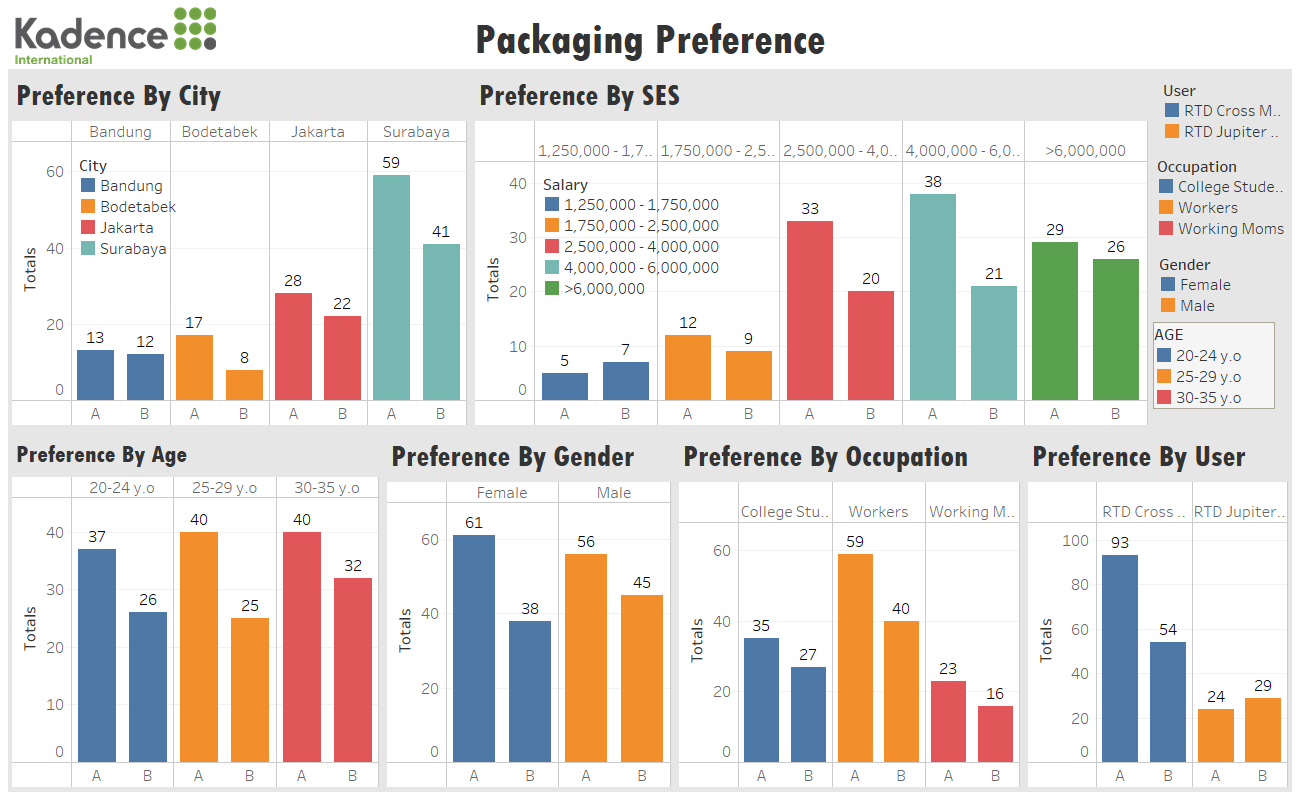 Kadence
International
Packaging Preference
Preference By City
Bandung Bodetabek Jakarta Surabaya
City
Bandung
Bodetabek
Jakarta
Surabaya
Totals
60
40
20
0
13 12 17 8 28 22 59 41
A B A B A B A B
Preference By SES
1,250,000 - 1,7.. 1,750,000 - 2,5.. 2,500,000 - 4,0.. 4,000,000 - 6,0.. >6,000,000
Salary
1,250,000 - 1,750,000
1,750,000 - 2,500,000
2,500,000 - 4,000,000
4,000,000 - 6,000,000
>6,000,000
Totals
40
30
20
10
0
5 7 12 9 33 20 38 21 29 26
A B A B A B A B A B
User
RTD Cross M..
RTD Jupiter ..
Occupation
College Stude..
Workers
Working Moms
Gender
Female
Male
AGE
20-24 y.o
25-29 y.o
30-35 y.o
Preference By Age
20-24 y.o 25-29 y.o 30-35 y.o
Totals
40
30
20
10
0
37 26 40 25 40 32
A B A B A B
Preference By Gender
Female Male
Totals
60
40
20
0
61 38 56 45
A B A B
Preference By Occupation
College Stu.. Workers Working M..
Totals
60
40
20
0
35 27 59 40 23 16
A B A B A B
Preference By User
RTD Cross .. RTD Jupiter..
Totals
100
80
60
40
20
0
93 54 24 29
A B A B